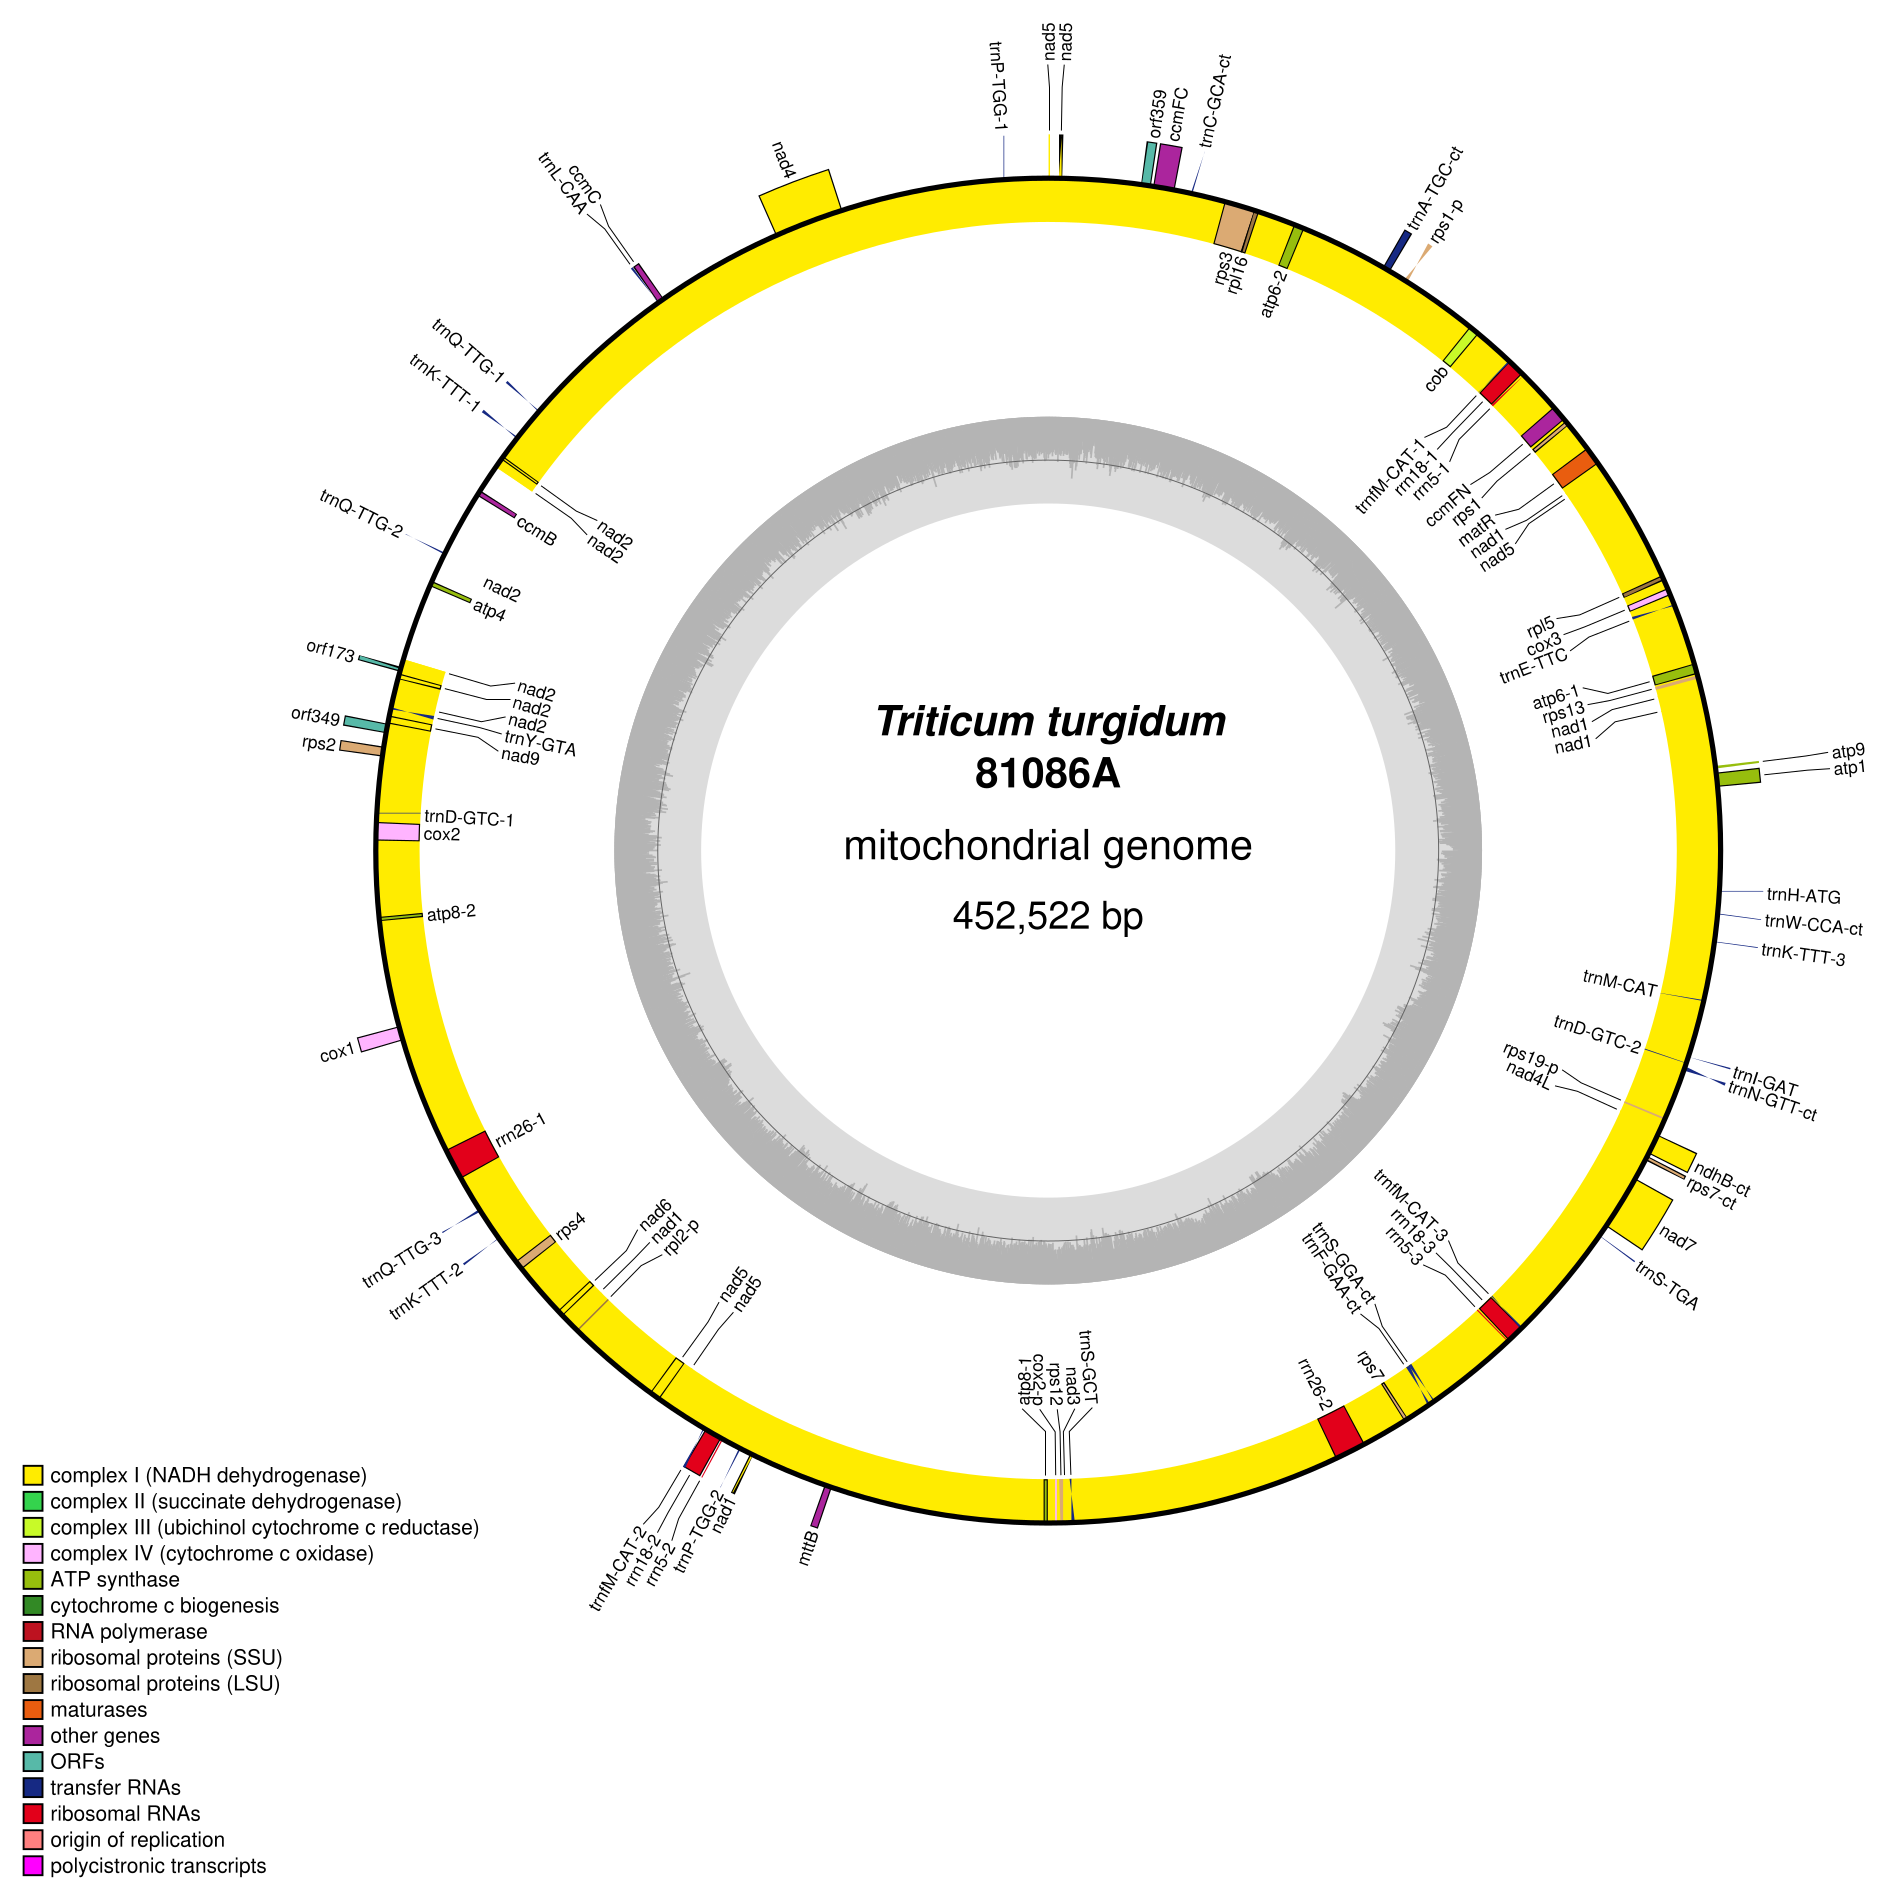 nad5
nad5
trnP-TGG-1
orf359
ccmFC
trnC-GCA-ct
trnA-TGC-ct
rps1-p
nad4
ccmC
trnL-CAA
trnQ-TTG-1
trnK-TTT-1
trnQ-TTG-2
rps3
rpl16
atp6-2
cob
trnfM-CAT-1
rrn18-1
rrn5-1
ccmFN
rps1
matR
nad1
nad5
nad2
nad2
ccmB
nad2
atp4
rpl5
cox3
trnE-TTC
orf173
nad2
nad2
nad2
trnY-GTA
nad9
orf349
rps2
atp6-1
rps13
nad1
nad1
atp9
atp1
Triticum turgidum
81086A
mitochondrial genome
452,522 bp
trnD-GTC-1
cox2
atp8-2
cox1
trnH-ATG
trnW-CCA-ct
trnK-TTT-3
trnM-CAT
trnD-GTC-2
trnI-GAT
trnN-GTT-ct
rps19-p
nad4L
rrn26-1
ndhB-ct
rps7-ct
nad7
trnS-TGA
trnQ-TTG-3
trnK-TTT-2
rps4
nad6
nad1
rpl2-p
nad5
nad5
trnfM-CAT-3
rrn18-3
rrn5-3
trnS-GGA-ct
trnF-GAA-ct
rps7
rrn26-2
atp8-1
cox2-p
rps12
nad3
trnS-GCT
trnfM-CAT-2
rrn18-2
rrn5-2
trnP-TGG-2
nad1
mttB
complex I (NADH dehydrogenase)
complex II (succinate dehydrogenase)
complex III (ubichinol cytochrome c reductase)
complex IV (cytochrome c oxidase)
ATP synthase
cytochrome c biogenesis
RNA polymerase
ribosomal proteins (SSU)
ribosomal proteins (LSU)
maturases
other genes
ORFs
transfer RNAs
ribosomal RNAs
origin of replication
polycistronic transcripts